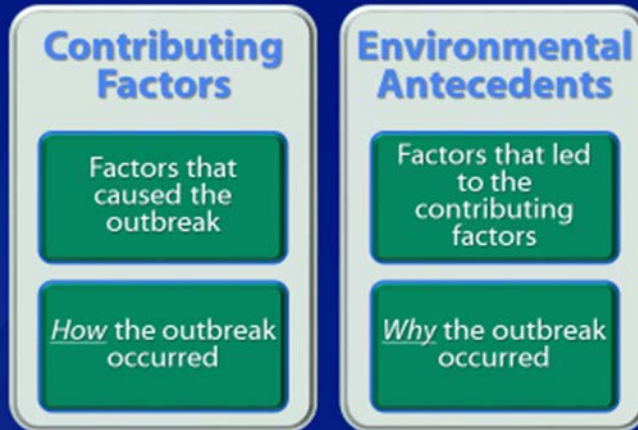 Contributing
Factors
Factors that
caused the
outbreak
How the outbreak
occurred
Environmental
Antecedents
Factors that led
to the
contributing
factors
Why the outbreak
occurred